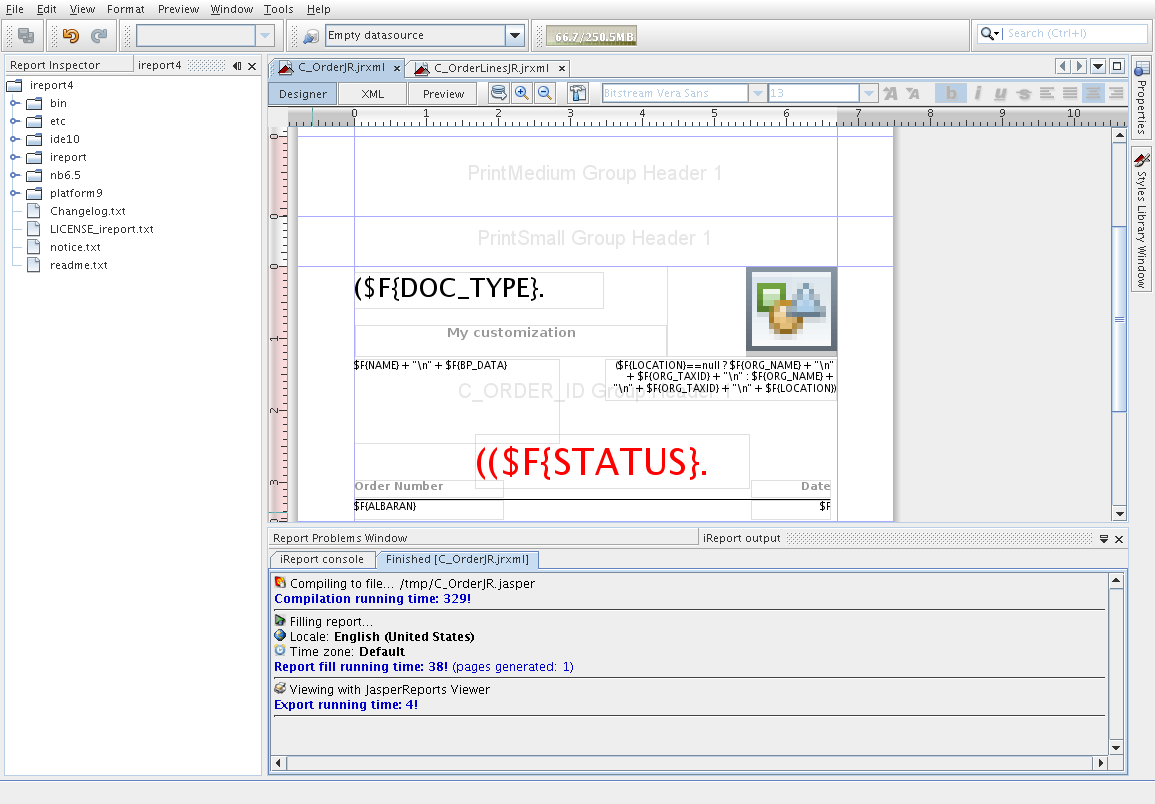 File Edit View Format Preview Window Tools Help
Empty datasource
66.7/250.5MB
Search (Ctrl+I)
Report Inspector
ireport4
ireport4
bin
etc
ide10
ireport
nb6.5
platform9
Changelog.txt
LICENSE_ireport.txt
notice.txt
readme.txt
C_OrderJR.jrxml
C_OrderLinesJR.jrxml
Designer XML Preview
Bitstream Vera Sans 13
0 1 2 3 4 5 6 7 8 9 10
PrintMedium Group Header 1
PrintSmall Group Header 1
($F{DOC_TYPE}.
My customization
$F{NAME} + "\n" + $F{BP_DATA}
($F{LOCATION}==null ? $F{ORG_NAME} + "\n"
+ $F{ORG_TAXID} + "\n" : $F{ORG_NAME} +
"\n" + $F{ORG_TAXID} + "\n" + $F{LOCATION})
C_ORDER_ID Group Header 1
(($F{STATUS}.
Order Number Date
$F{ALBARAN} $F
0
0
0
1
2
3
Properties
Styles Library Window
Report Problems Window
iReport output
iReport console
Finished [C_OrderJR.jrxml]
Compiling to file... /tmp/C_OrderJR.jasper
Compilation running time: 329!
Filling report...
Locale: English (United States)
Time zone: Default
Report fill running time: 38! (pages generated: 1)
Viewing with JasperReports Viewer
Export running time: 4!